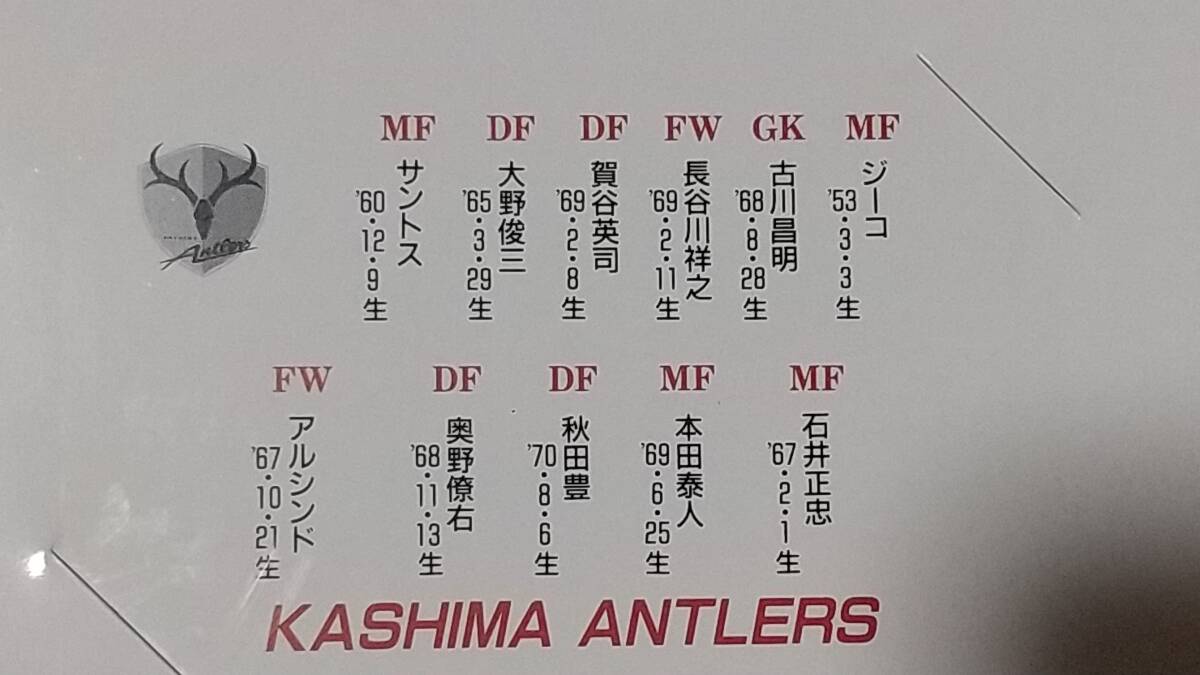 MF DF DF FW GK MF
ジーコ
'53・3・3生
古川昌明
'68・8・28生
長谷川祥之
'69・2・11生
賀谷英司
'69・2・8生
大野俊三
'65・3・29生
サントス
'60・12・9生
Antlers
FW DF DF MF MF
石井正忠
'67・2・1生
本田泰人
'69・6・25生
秋田豊
'70・8・6生
奥野僚右
'68・11・13生
アルシンド
'67・10・21生
KASHIMA ANTLERS